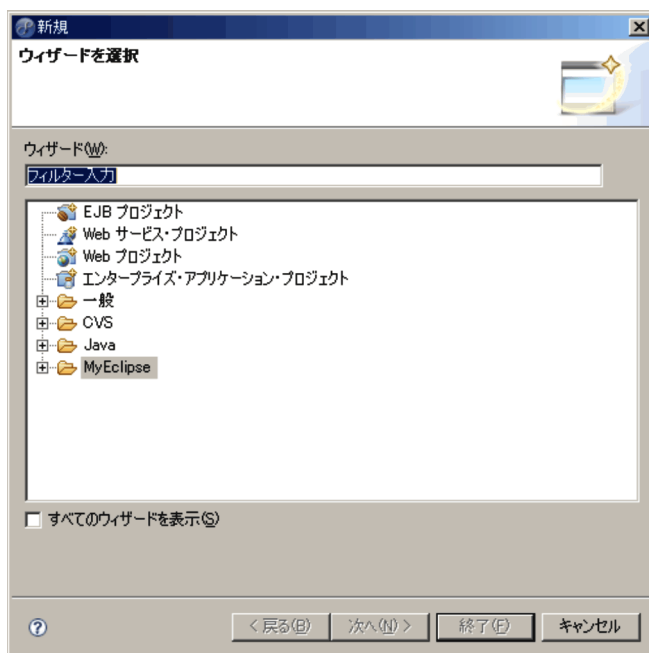 新規
ウィザードを選択
ウィザード(W):
フィルター入力
EJB プロジェクト
Web サービス・プロジェクト
Web プロジェクト
エンタープライズ・アプリケーション・プロジェクト
一般
CVS
Java
MyEclipse
すべてのウィザードを表示(S)
< 戻る(B) 次へ(N) > 終了(F) キャンセル